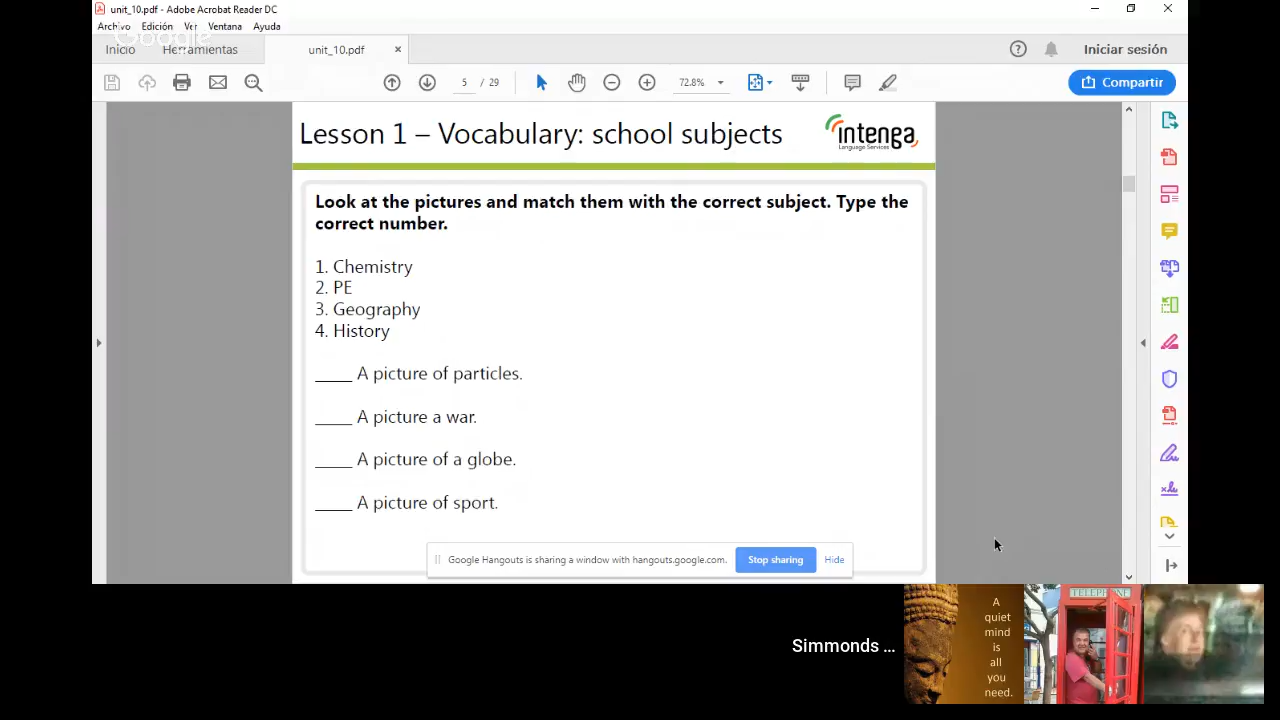 unit_10.pdf - Adobe Acrobat Reader DC
Archivo Edición Ver Ventana Ayuda
Google
Inicio Herramientas unit_10.pdf × Iniciar sesión
5 / 29 72.8% Compartir
Lesson 1 – Vocabulary: school subjects
intenga
Language Services
Look at the pictures and match them with the correct subject. Type the
correct number.
1. Chemistry
2. PE
3. Geography
4. History
____ A picture of particles.
____ A picture a war.
____ A picture of a globe.
____ A picture of sport.
Google Hangouts is sharing a window with hangouts.google.com. Stop sharing Hide
Simmonds ...
A
quiet
mind
is
all
you
need.
TELEPHONE